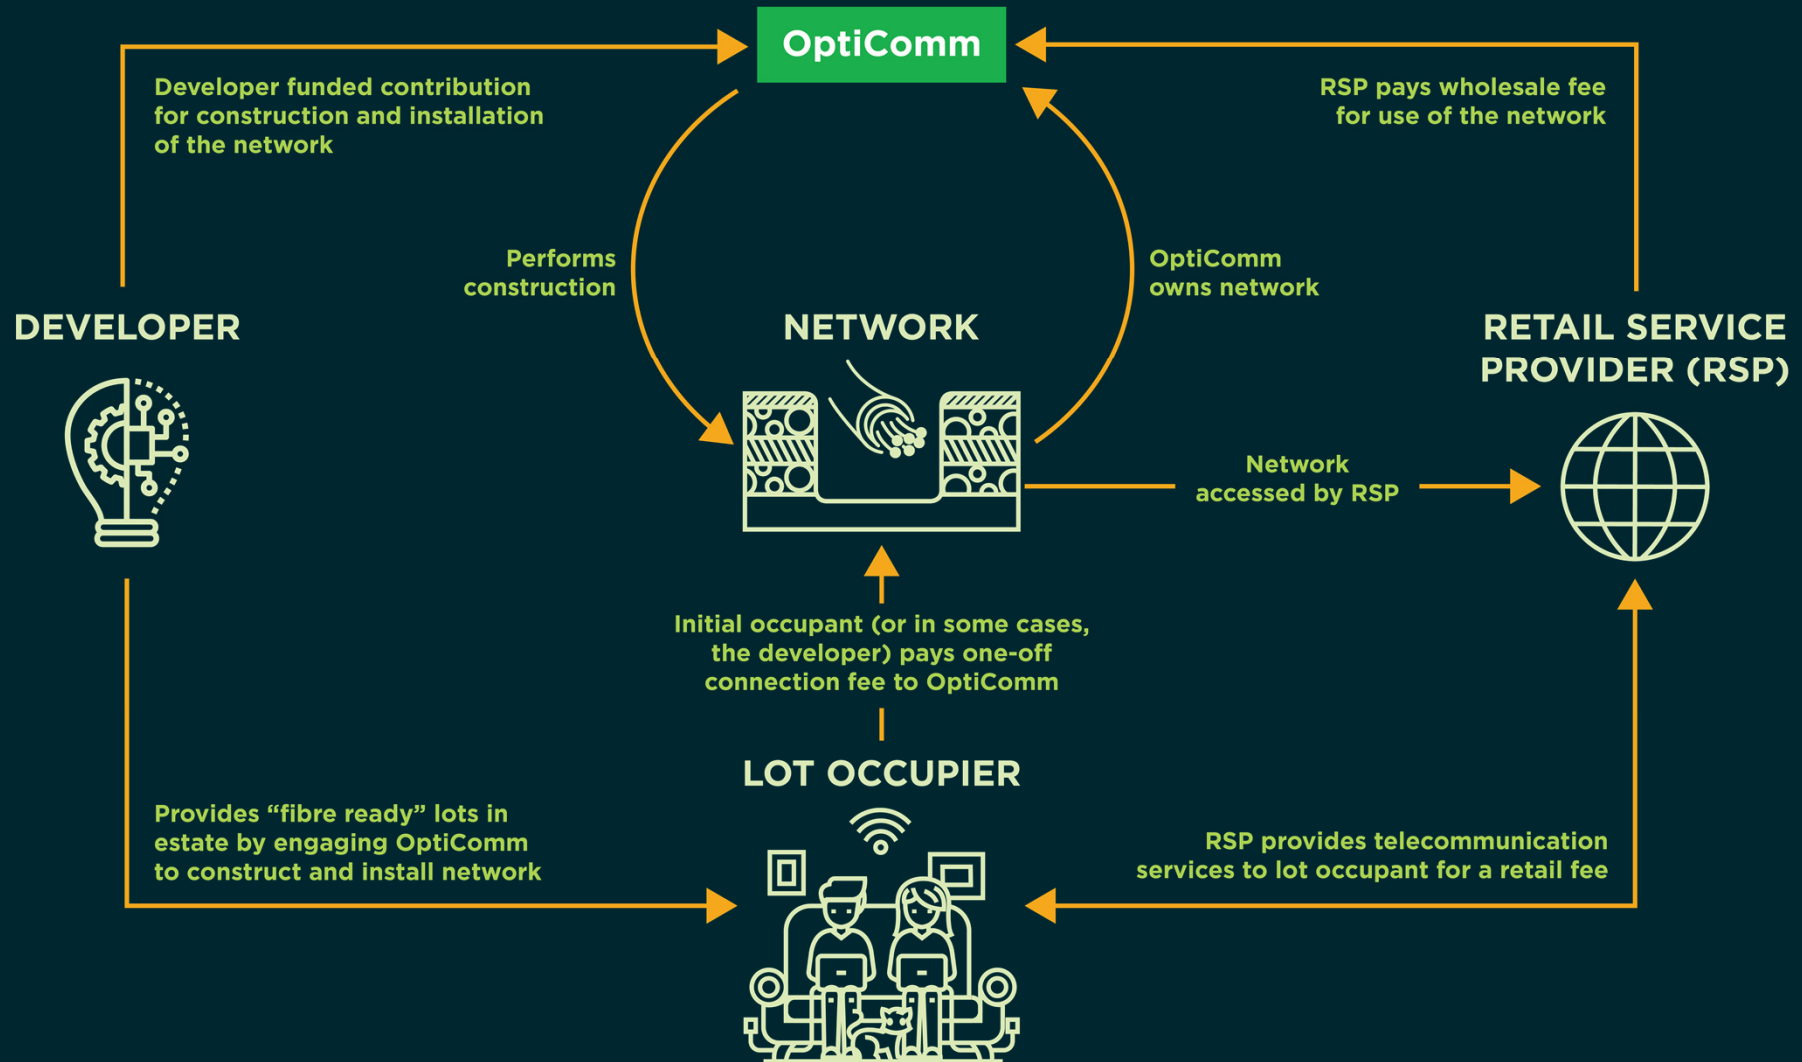 OptiComm
Developer funded contribution
for construction and installation
of the network
RSP pays wholesale fee
for use of the network
Performs
construction
OptiComm
owns network
DEVELOPER
NETWORK
RETAIL SERVICE
PROVIDER (RSP)
Network
accessed by RSP
Initial occupant (or in some cases,
the developer) pays one-off
connection fee to OptiComm
LOT OCCUPIER
Provides “fibre ready” lots in
estate by engaging OptiComm
to construct and install network
RSP provides telecommunication
services to lot occupant for a retail fee